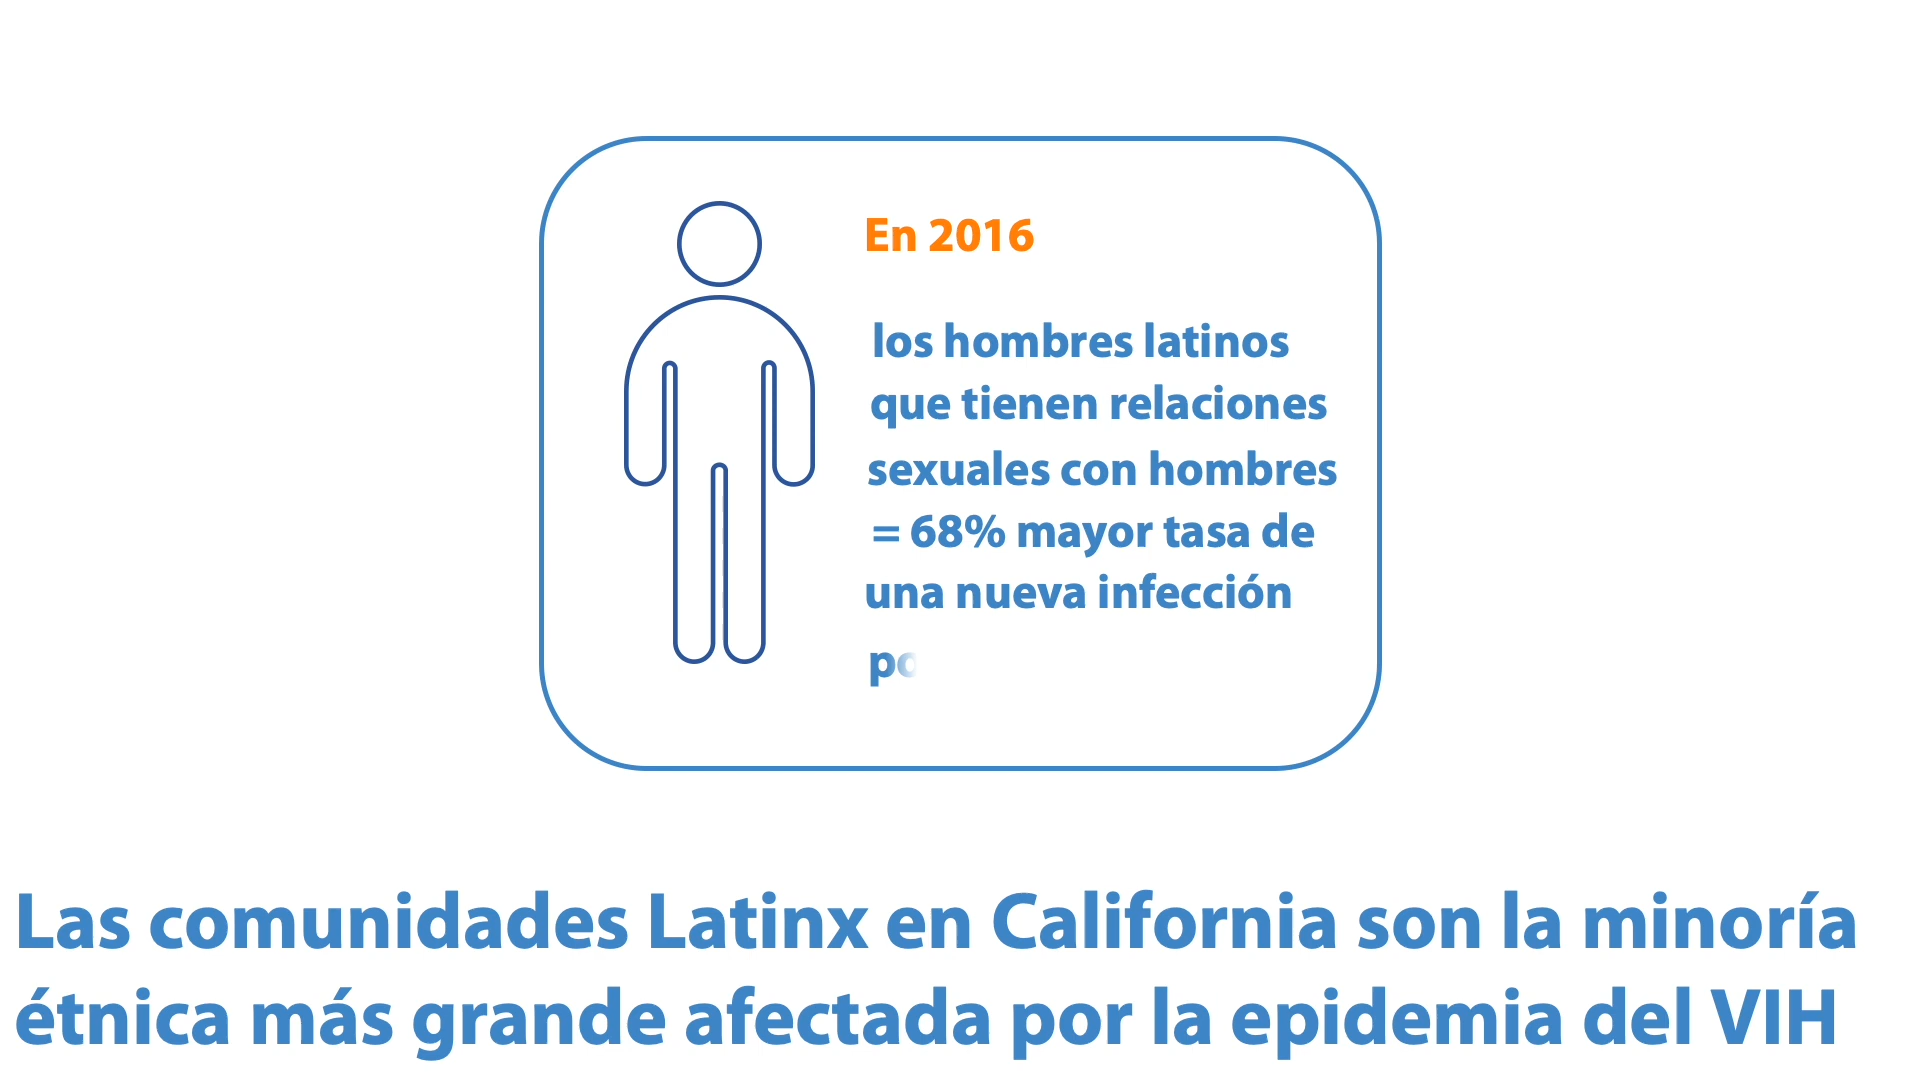 En 2016
los hombres latinos
que tienen relaciones
sexuales con hombres
= 68% mayor tasa de
una nueva infección
Las comunidades Latinx en California son la minoría
étnica más grande afectada por la epidemia del VIH